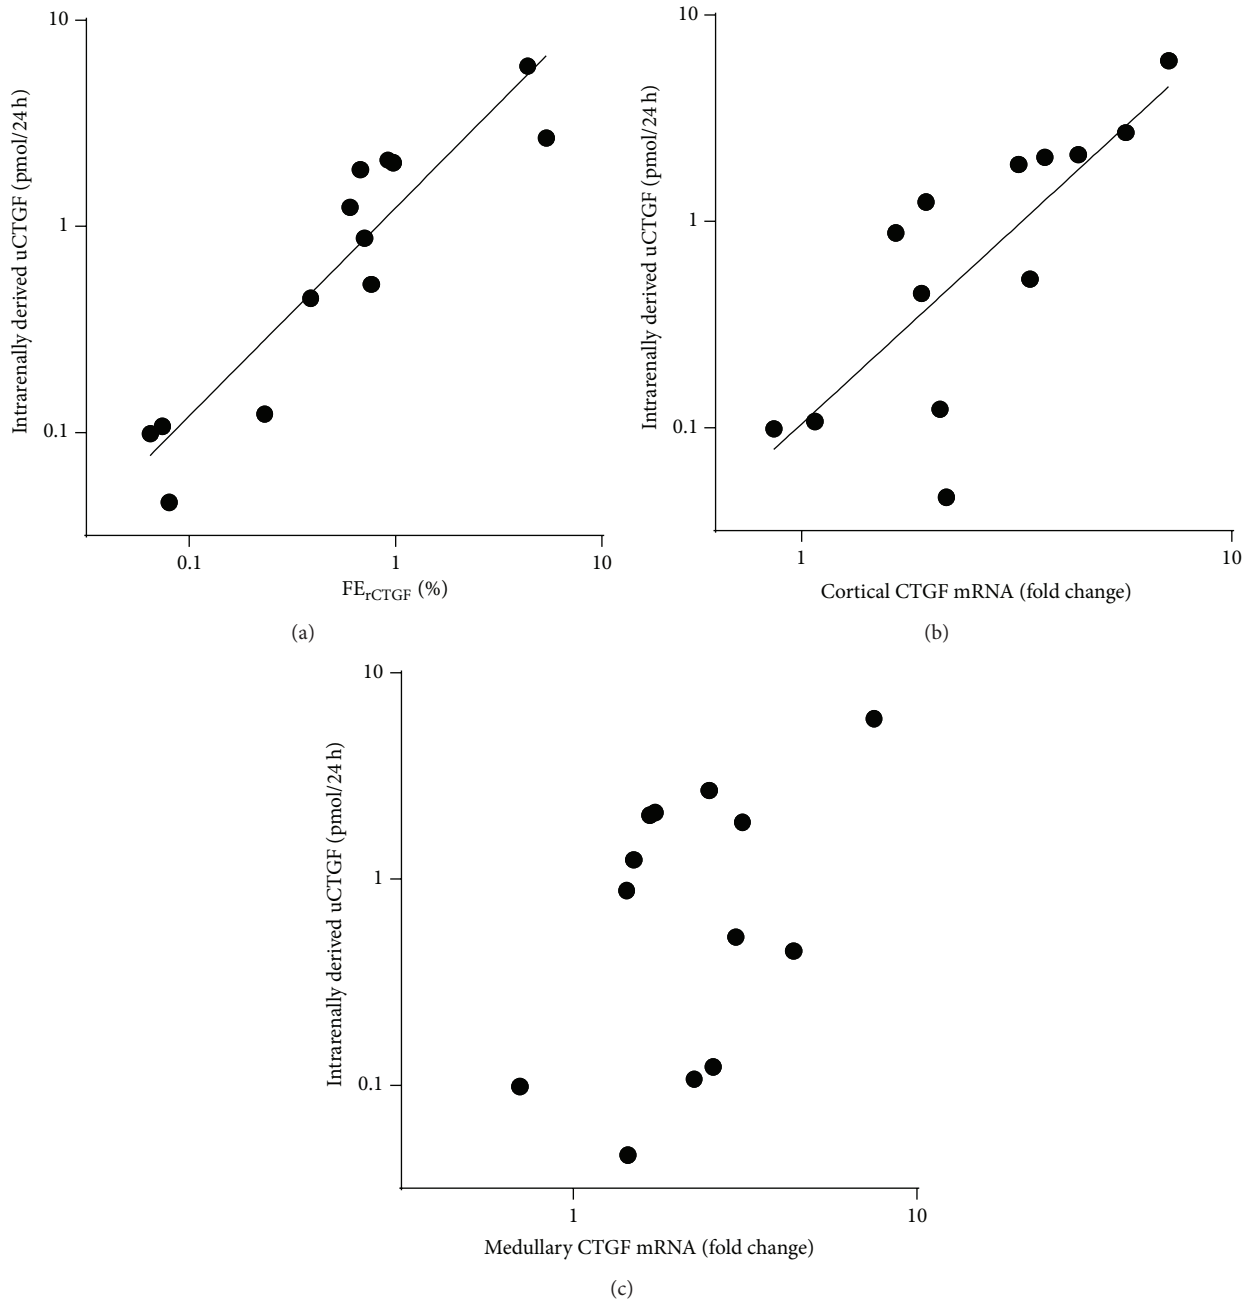 10
1
0.1
Intrarenally derived uCTGF (pmol/24 h)
0.1
1
10
FErCTGF (%)
(a)
10
1
0.1
Intrarenally derived uCTGF (pmol/24 h)
1
10
Cortical CTGF mRNA (fold change)
(b)
10
1
0.1
Intrarenally derived uCTGF (pmol/24 h)
1
10
Medullary CTGF mRNA (fold change)
(c)